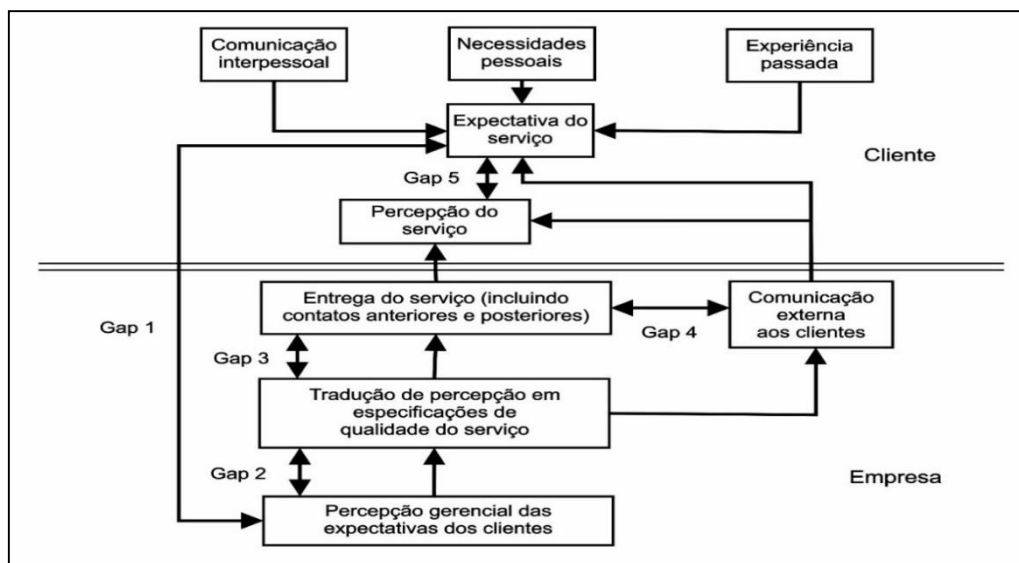 Comunicação
interpessoal
Necessidades
pessoais
Experiência
passada
Expectativa do
serviço
Cliente
Gap 5
Percepção do
serviço
Entrega do serviço (incluindo
contatos anteriores e posteriores)
Comunicação
externa
aos clientes
Gap 1
Gap 4
Gap 3
Tradução de percepção em
especificações de
qualidade do serviço
Gap 2
Empresa
Percepção gerencial das
expectativas dos clientes